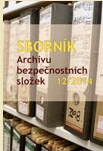 SBORNÍK
Archivu
bezpečnostních
složek 12/2014